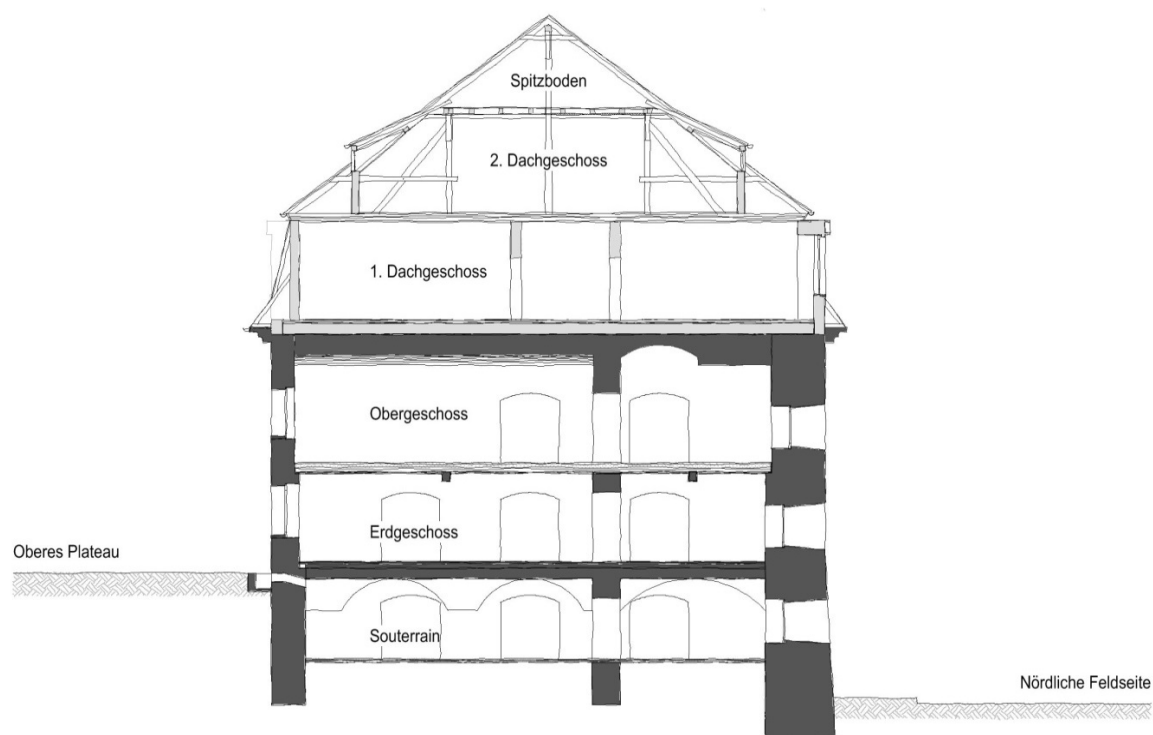 Spitzboden
2. Dachgeschoss
1. Dachgeschoss
Obergeschoss
Erdgeschoss
Oberes Plateau
Souterrain
Nördliche Feldseite